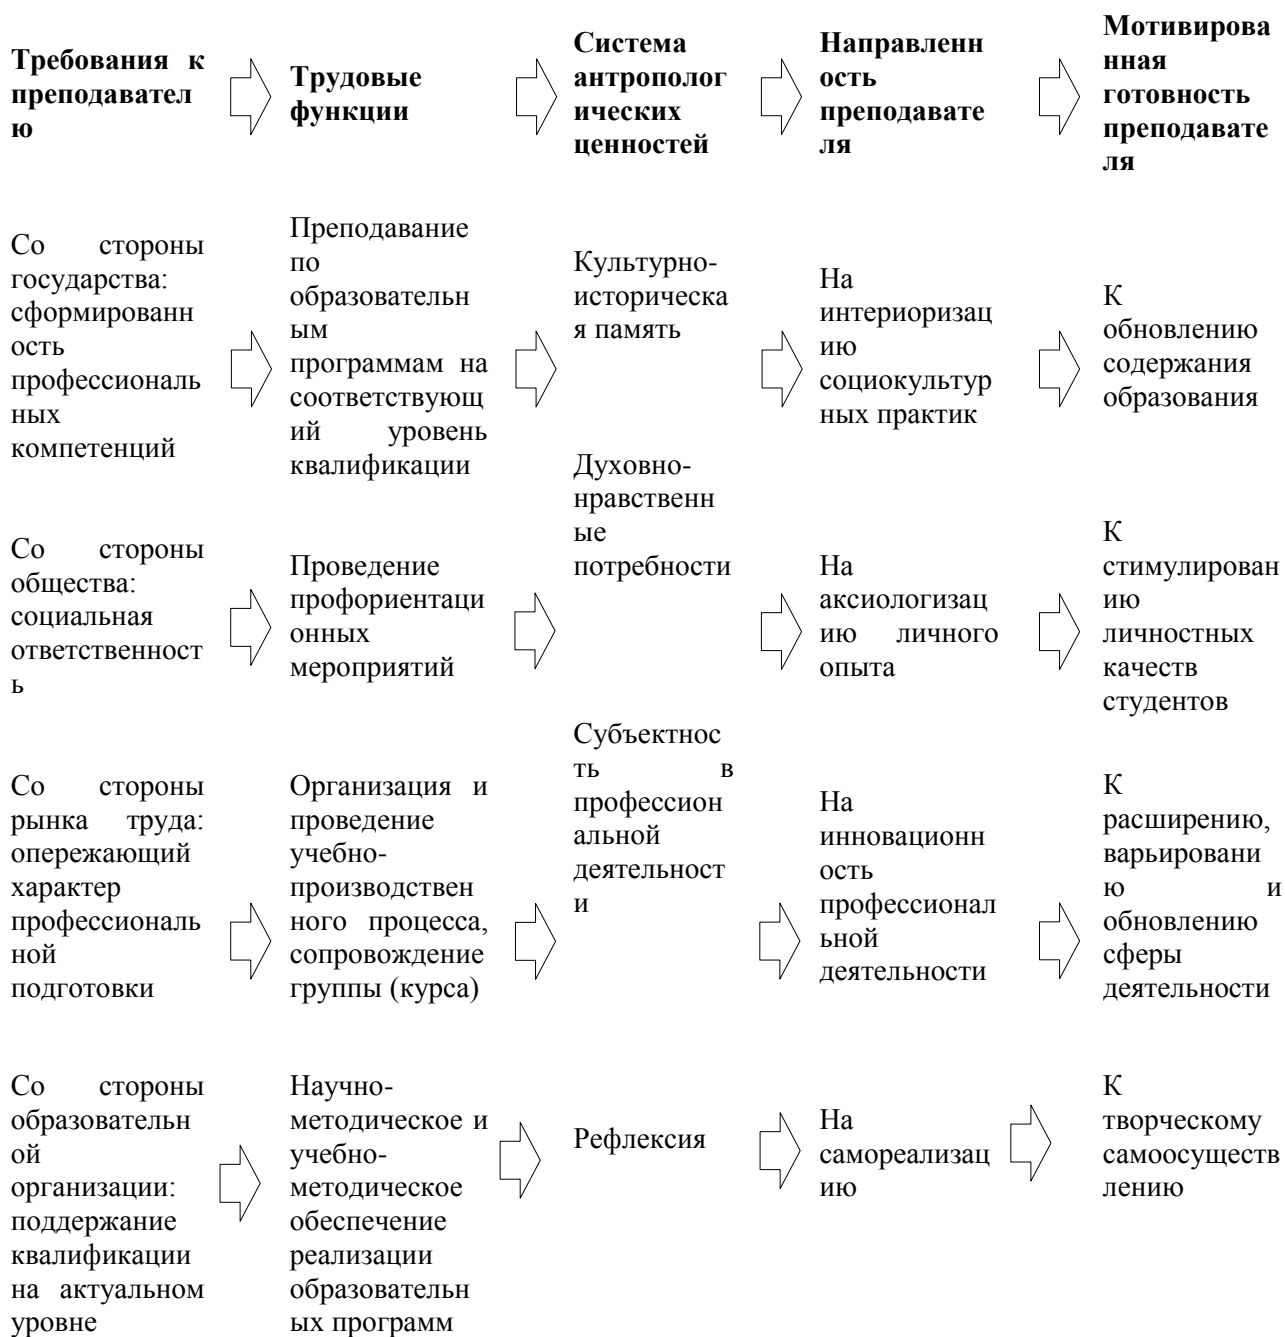 Требования к
преподавател
ю
Трудовые
функции
Система
антрополог
ических
ценностей
Направленн
ость
преподавате
ля
Мотивирова
нная
готовность
преподавате
ля
Со стороны
государства:
сформированн
ость
профессиональ
ных
компетенций
Преподавание
по
образовательн
ым
программам на
соответствующ
ий уровень
квалификации
Культурно-
историческа
я память
На
интериоризац
ию
социокультур
ных практик
К
обновлению
содержания
образования
Со стороны
общества:
социальная
ответственност
ь
Проведение
профориентаци
онных
мероприятий
Духовно-
нравственн
ые
потребности
На
аксиологизац
ию личного
опыта
К
стимулирован
ию
личностных
качеств
студентов
Со стороны
рынка труда:
опережающий
характер
профессиональ
ной
подготовки
Организация и
проведение
учебно-
производствен
ного процесса,
сопровождение
группы (курса)
Субъектнос
ть в
профессион
альной
деятельност
и
На
инновационн
ость
профессионал
ьной
деятельности
К
расширению,
варьировани
ю и
обновлению
сферы
деятельности
Со стороны
образовательн
ой
организации:
поддержание
квалификации
на актуальном
уровне
Научно-
методическое и
учебно-
методическое
обеспечение
реализации
образовательн
ых программ
Рефлексия
На
самореализац
ию
К
творческому
самоосуществ
лению